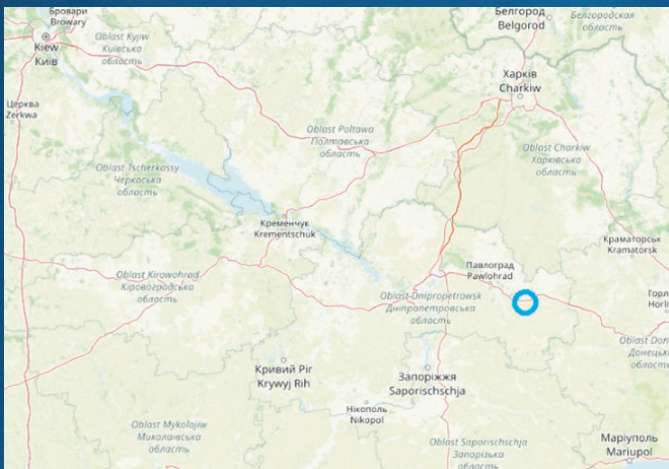 Бровари
Browary
Kiew
Київ
Oblast Kyjiw
Київська
область
Белгород
Belgorod
Белгородская
область
Церква
Zerkwa
Харків
Charkiw
Oblast Poltawa
Полтавська
область
Oblast Charkiw
Харківська
область
Oblast Tscherkassy
Черкаська
область
Кременчук
Krementschuk
Краматорськ
Kramatorsk
Павлоград
Pawlohrad
Oblast Kirowohrad
Кіровоградська
область
Oblast-Dnipropetrowsk
Дніпропетровська
область
Горл
Horl
Oblast Don
Донецьк
област
Кривий Ріг
Krywyj Rih
Запоріжжя
Saporischschja
Нікополь
Nikopol
Oblast Mykolajiw
Миколаївська
область
Oblast Saporischschja
Запорізька
область
Маріуполь
Mariupol